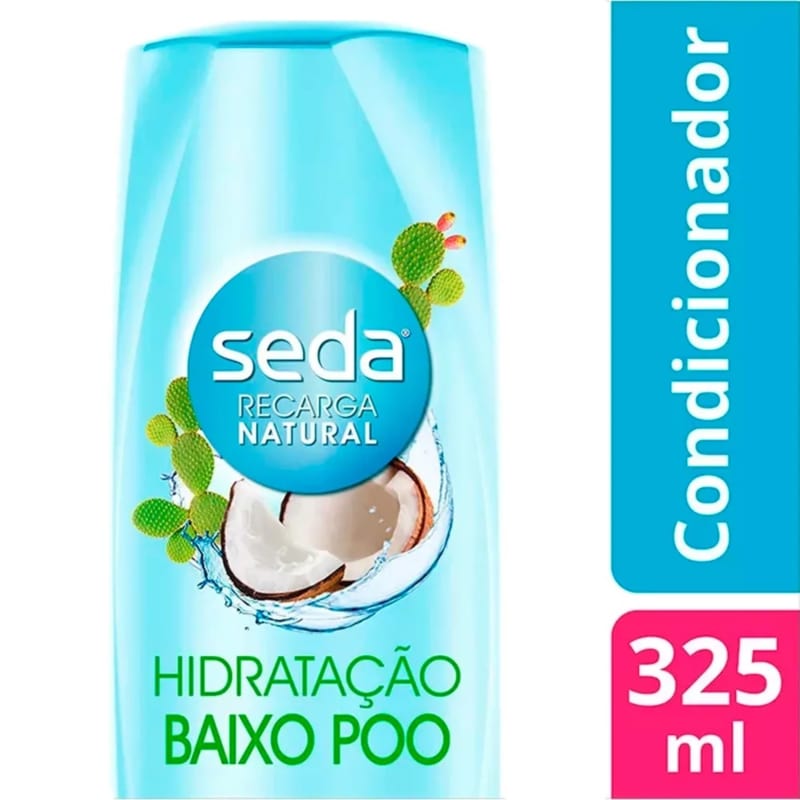 seda®
RECARGA
NATURAL
HIDRATAÇÃO
BAIXO POO
Condicionador
325
ml